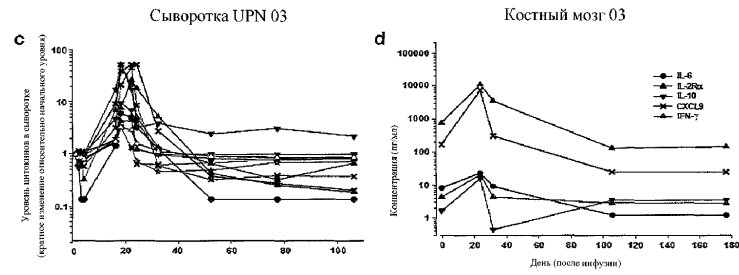 Сыворотка UPN 03
Костный мозг 03
c
d
Уровень цитокинов в сыворотке
(кратное изменение относительно начального уровня)
100
10
1
0.1
0
20
40
60
80
100
Концентрация (пг/мл)
100000
10000
1000
100
10
1
IL-6
IL-2Rα
IL-10
CXCL9
IFN-γ
0
20
40
60
80
100
120
140
160
180
День (после инфузии)